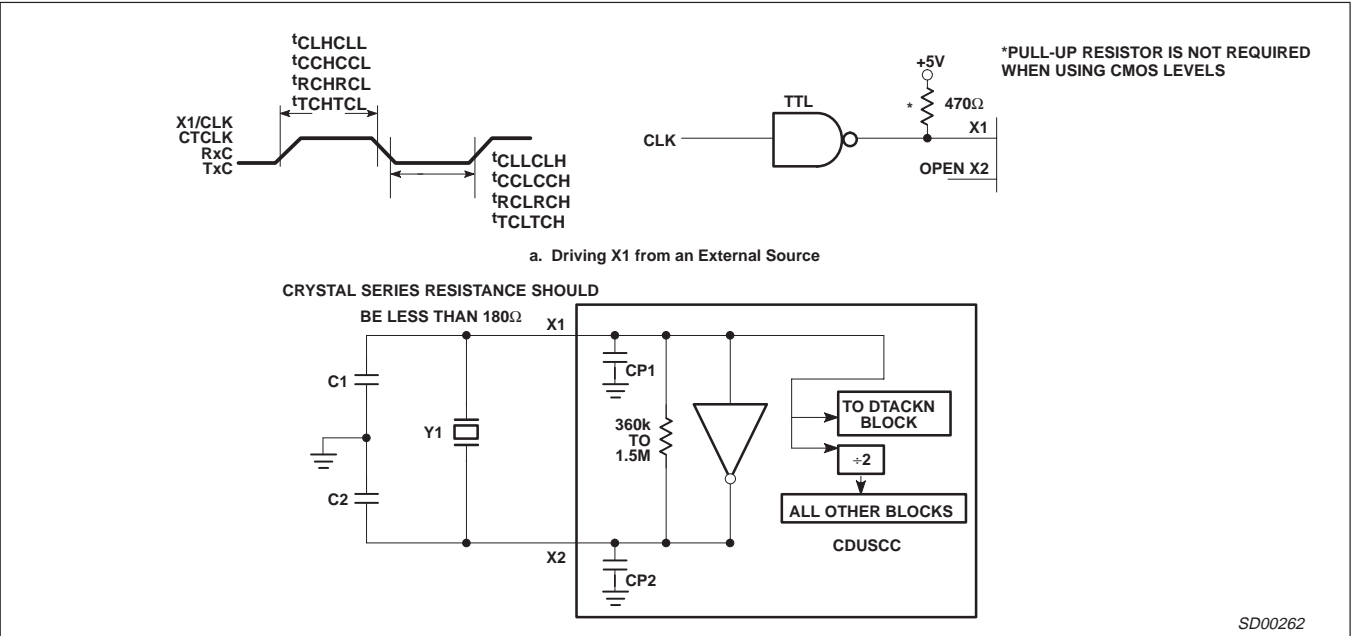 tCLHCLL
tCCHCCL
tRCHRCL
tTCHTCL
X1/CLK
CTCLK
RxC
TxC
tCLLCLH
tCCLCCH
tRCLRCH
tTCLTCH
CLK
TTL
+5V
*
470Ω
X1
OPEN X2
*PULL-UP RESISTOR IS NOT REQUIRED
WHEN USING CMOS LEVELS
a. Driving X1 from an External Source
CRYSTAL SERIES RESISTANCE SHOULD
BE LESS THAN 180Ω
X1
C1
C2
Y1
X2
CP1
360k
TO
1.5M
CP2
TO DTACKN
BLOCK
÷2
ALL OTHER BLOCKS
CDUSCC
SD00262